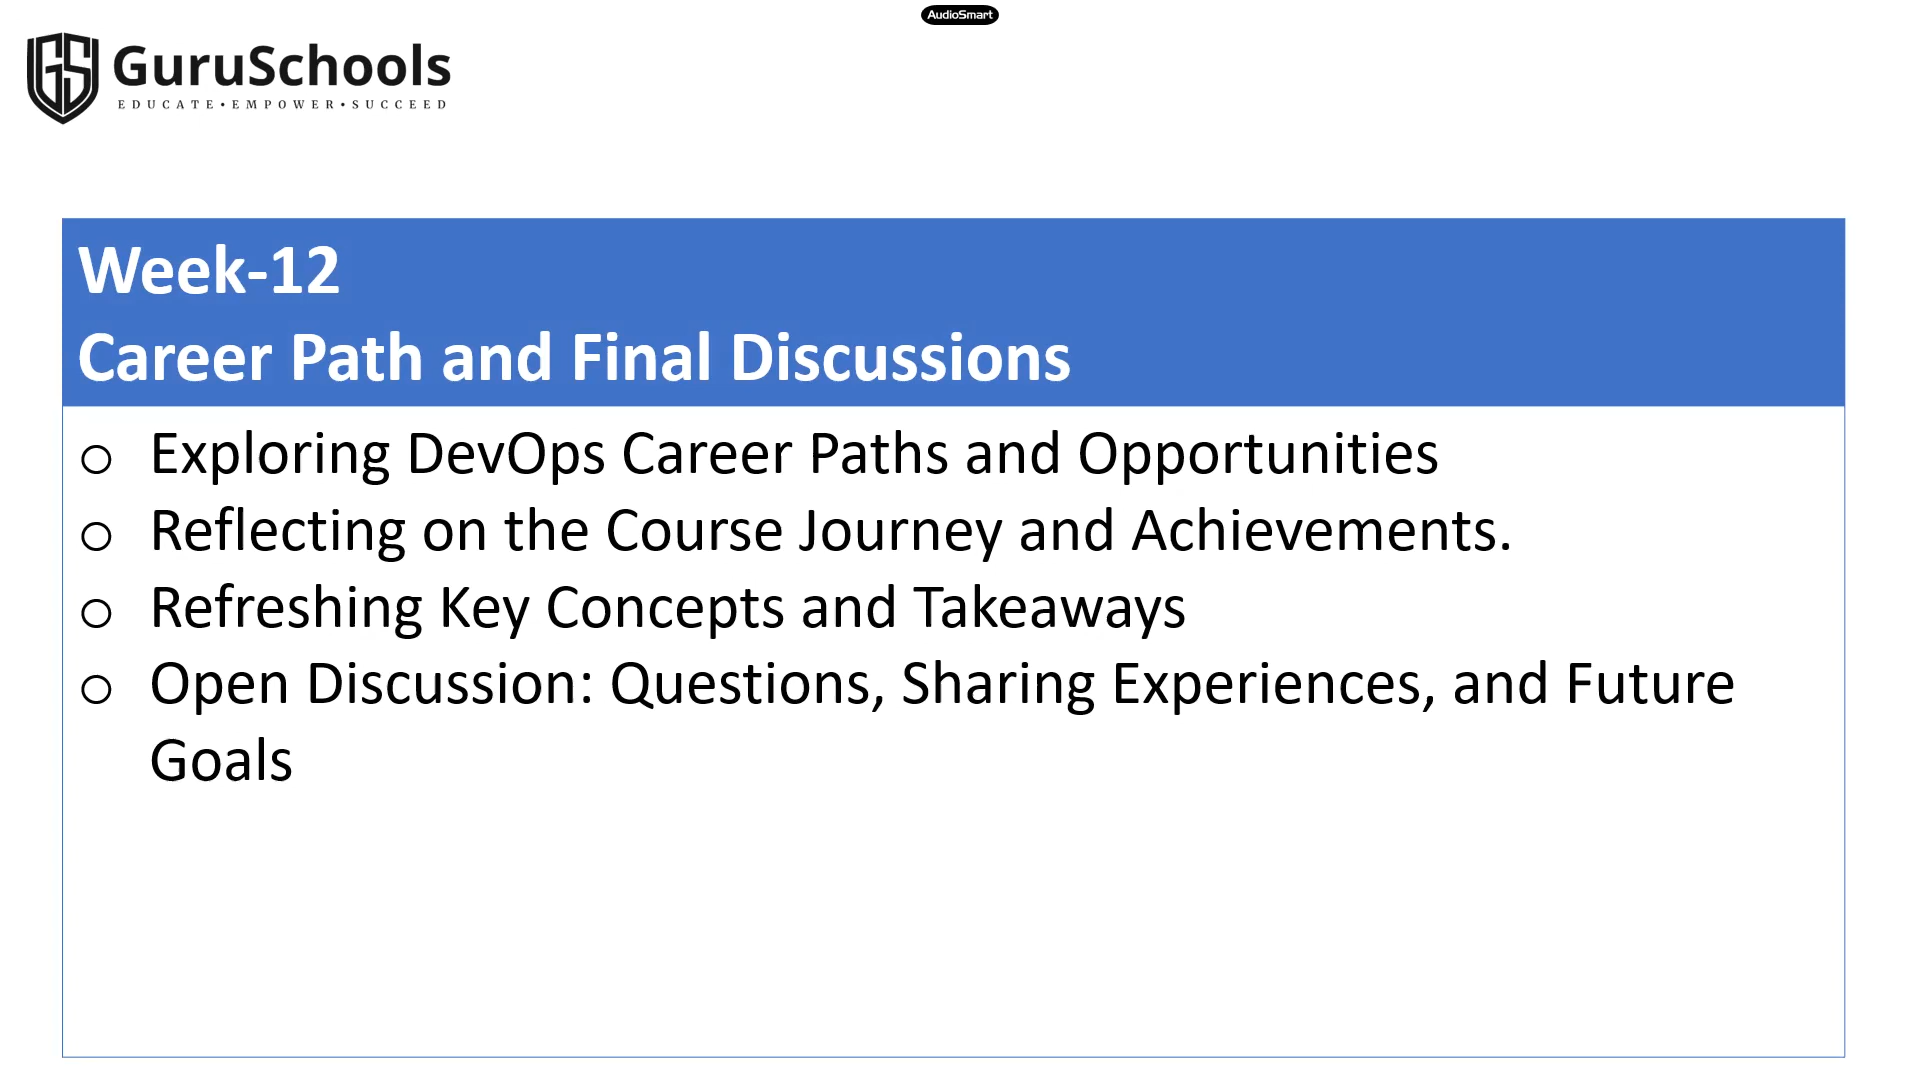 AudioSmart
GuruSchools
EDUCATE•EMPOWER•SUCCEED
Week-12
Career Path and Final Discussions
o Exploring DevOps Career Paths and Opportunities
o Reflecting on the Course Journey and Achievements.
o Refreshing Key Concepts and Takeaways
o Open Discussion: Questions, Sharing Experiences, and Future
Goals